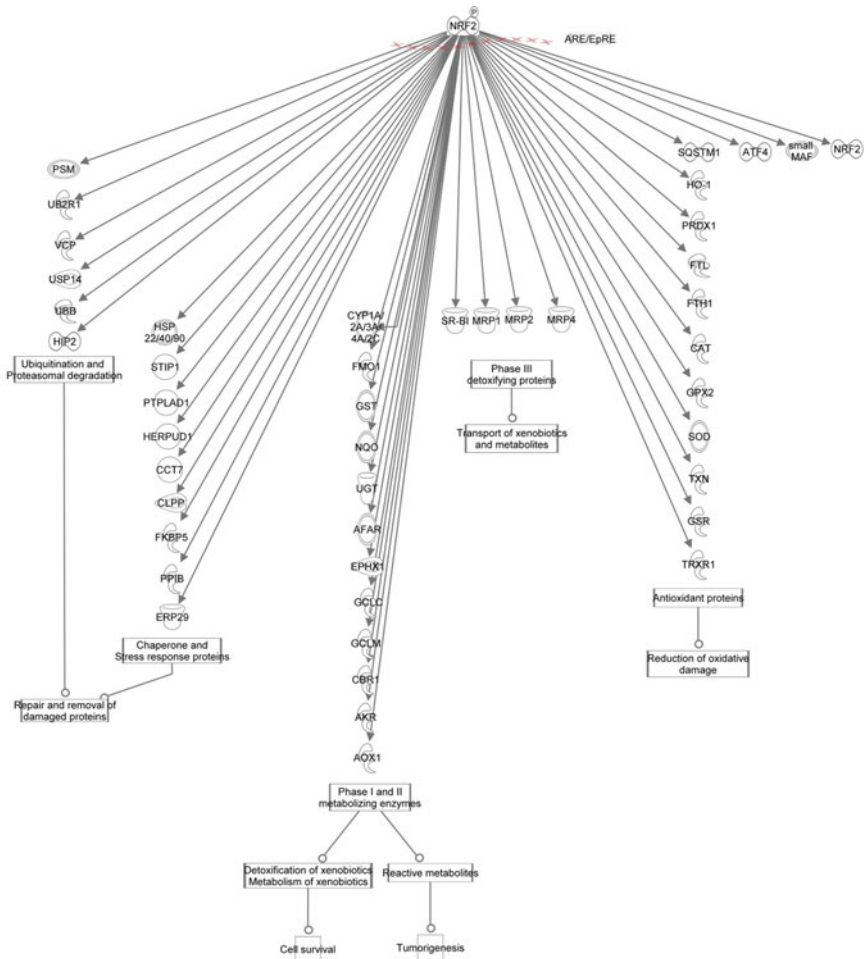 P
NRF2
ARE/EpRE
PSM
UB2R1
VCP
USP14
UBB
HIP2
Ubiquitination and
Proteasomal degradation
HSP
22/40/90
STIP1
PTPLAD1
HERPUD1
CCT7
CLPP
FKBP5
PPIB
ERP29
Chaperone and
Stress response proteins
Repair and removal of
damaged proteins
CYP1A/
2A/3A/
4A/2C
FMO1
GST
NQO
UGT
AFAR
EPHX1
GCLC
GCLM
CBR1
AKR
AOX1
Phase I and II
metabolizing enzymes
Detoxification of xenobiotics
Metabolism of xenobiotics
Reactive metabolites
Cell survival
Tumorigenesis
SR-BI
MRP1
MRP2
MRP4
Phase III
detoxifying proteins
Transport of xenobiotics
and metabolites
SQSTM1
ATF4
small
MAF
NRF2
HO-1
PRDX1
FTL
FTH1
CAT
GPX2
SOD
TXN
GSR
TRXR1
Antioxidant proteins
Reduction of oxidative
damage